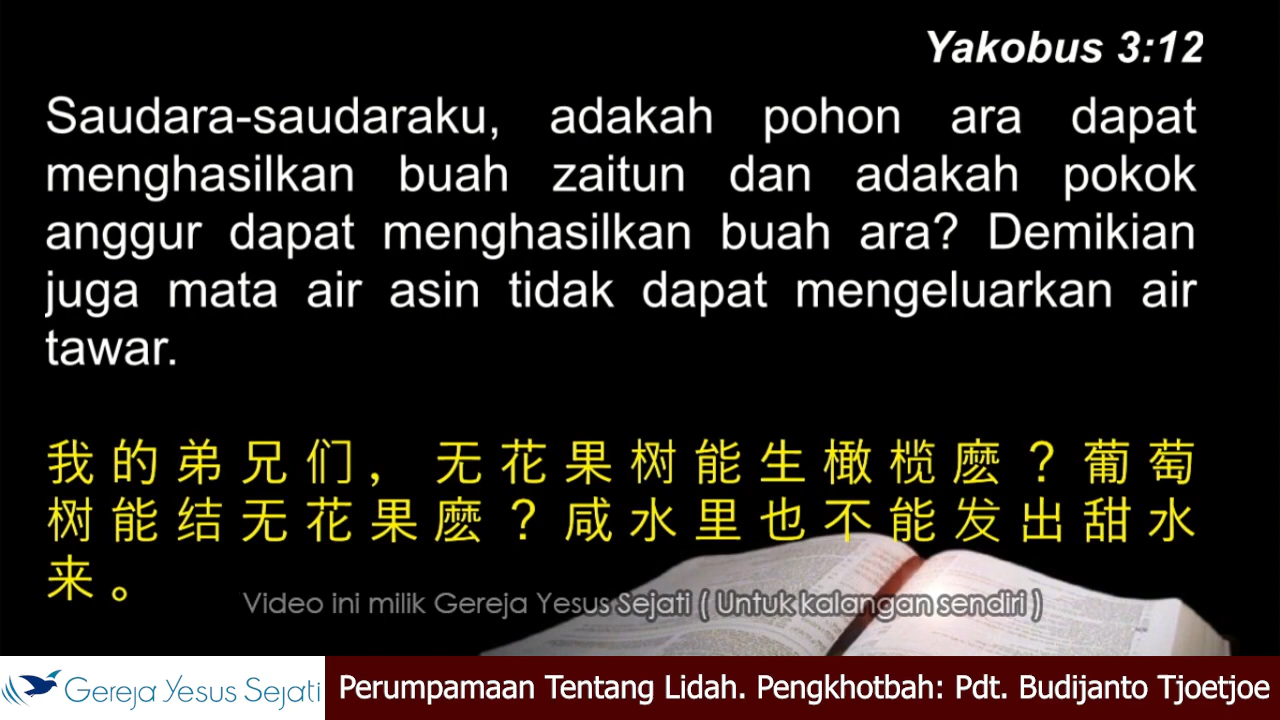 Yakobus 3:12
Saudara-saudaraku, adakah pohon ara dapat
menghasilkan buah zaitun dan adakah pokok
anggur dapat menghasilkan buah ara? Demikian
juga mata air asin tidak dapat mengeluarkan air
tawar.
我的弟兄们，无花果树能生橄榄麽？葡萄
树能结无花果麽？咸水里也不能发出甜水
来。
Video ini milik Gereja Yesus Sejati ( Untuk kalangan sendiri )
Gereja Yesus Sejati
Perumpamaan Tentang Lidah. Pengkhotbah: Pdt. Budijanto Tjoetjoe